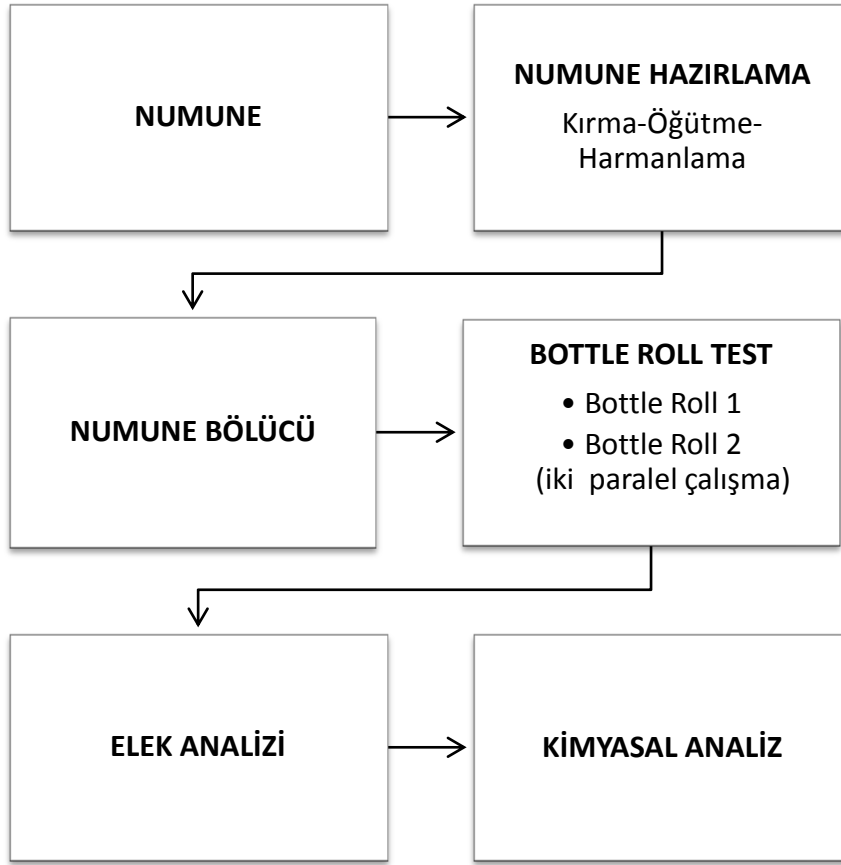 NUMUNE
NUMUNE HAZIRLAMA
Kırma-Öğütme-
Harmanlama
NUMUNE BÖLÜCÜ
BOTTLE ROLL TEST
• Bottle Roll 1
• Bottle Roll 2
(iki paralel çalışma)
ELEK ANALİZİ
KİMYASAL ANALİZ